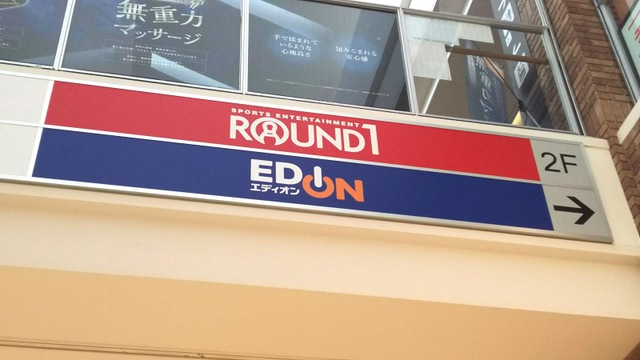 無重力
マッサージ
手で揉まれて
いるような
心地良さ
包みこまれる
安心感
SPORTS ENTERTAINMENT
ROUND1
2F
EDION
エディオン
→